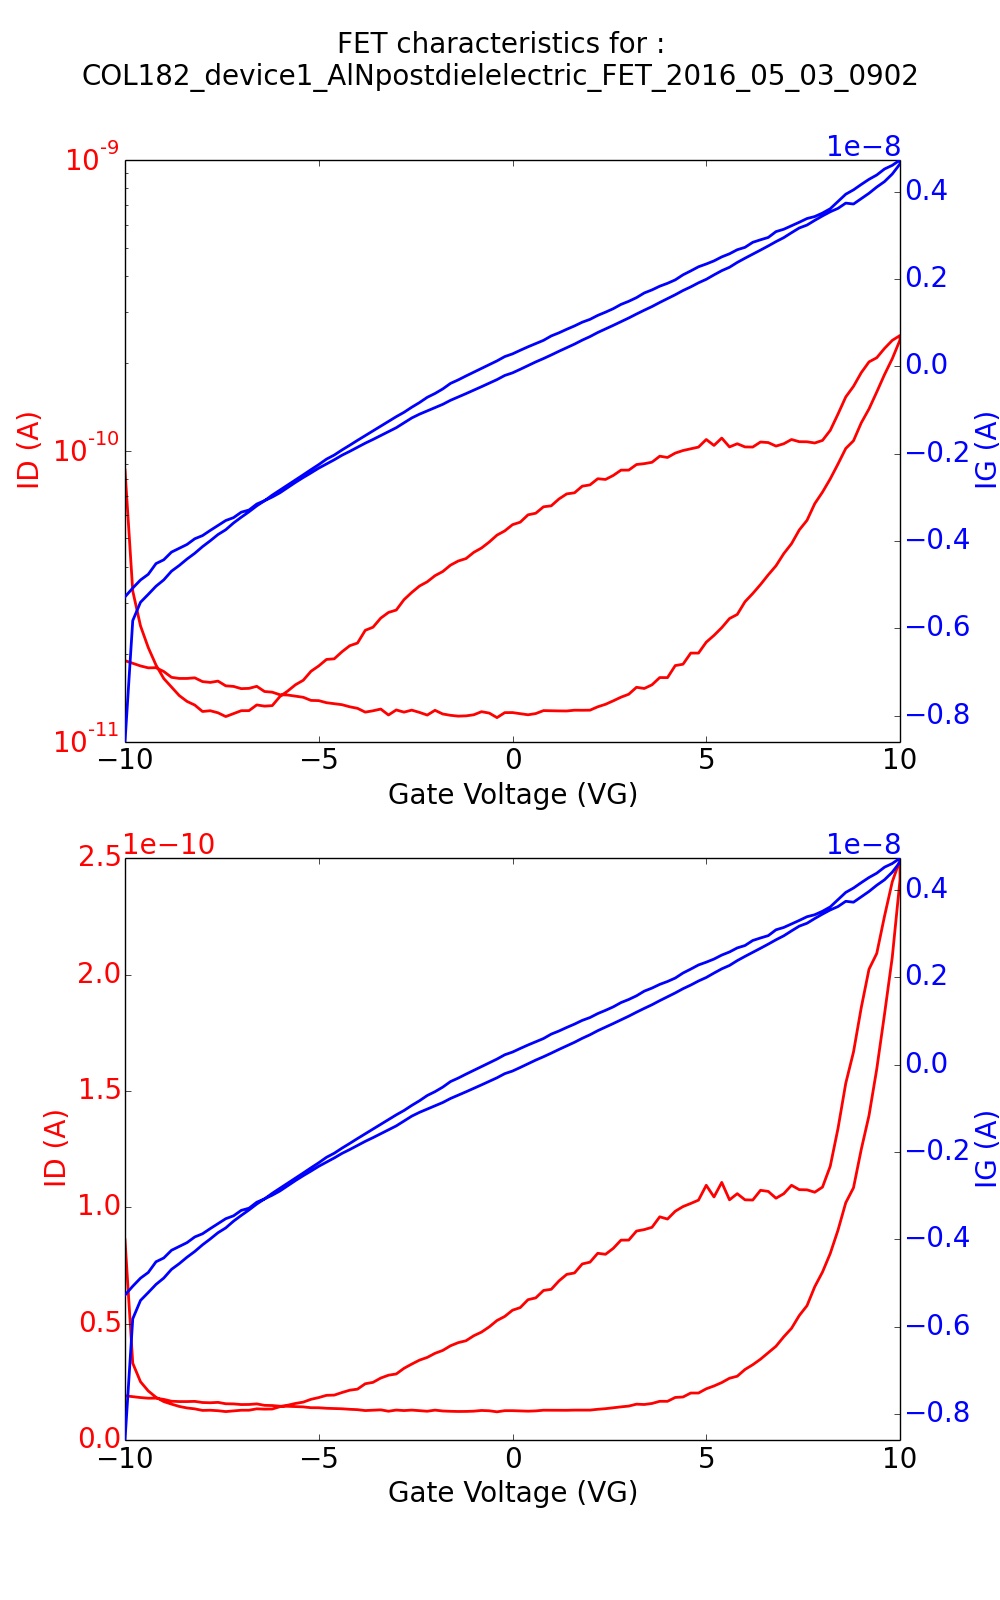 FET characteristics for :
COL182_device1_AlNpostdielelectric_FET_2016_05_03_0902
1e−8
10^-9
10^-10
10^-11
ID (A)
0.4
0.2
0.0
−0.2
−0.4
−0.6
−0.8
IG (A)
−10 −5 0 5 10
Gate Voltage (VG)
1e−10 1e−8
2.5
2.0
1.5
1.0
0.5
0.0
ID (A)
0.4
0.2
0.0
−0.2
−0.4
−0.6
−0.8
IG (A)
−10 −5 0 5 10
Gate Voltage (VG)